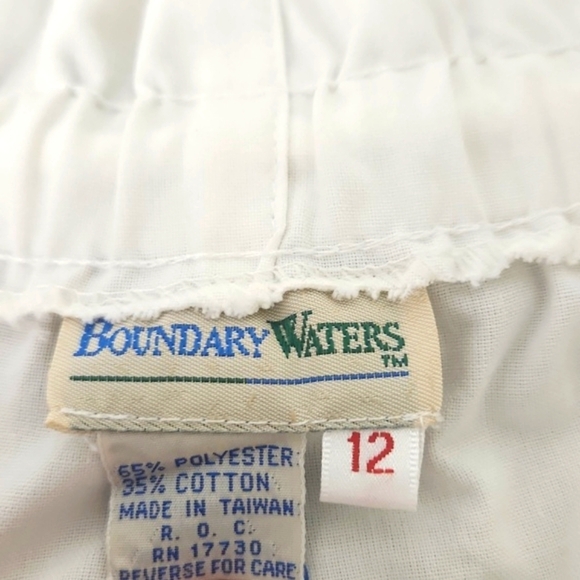 BOUNDARY WATERS
TM
12
65% POLYESTER
35% COTTON
MADE IN TAIWAN
R. O. C.
RN 17730
REVERSE FOR CARE